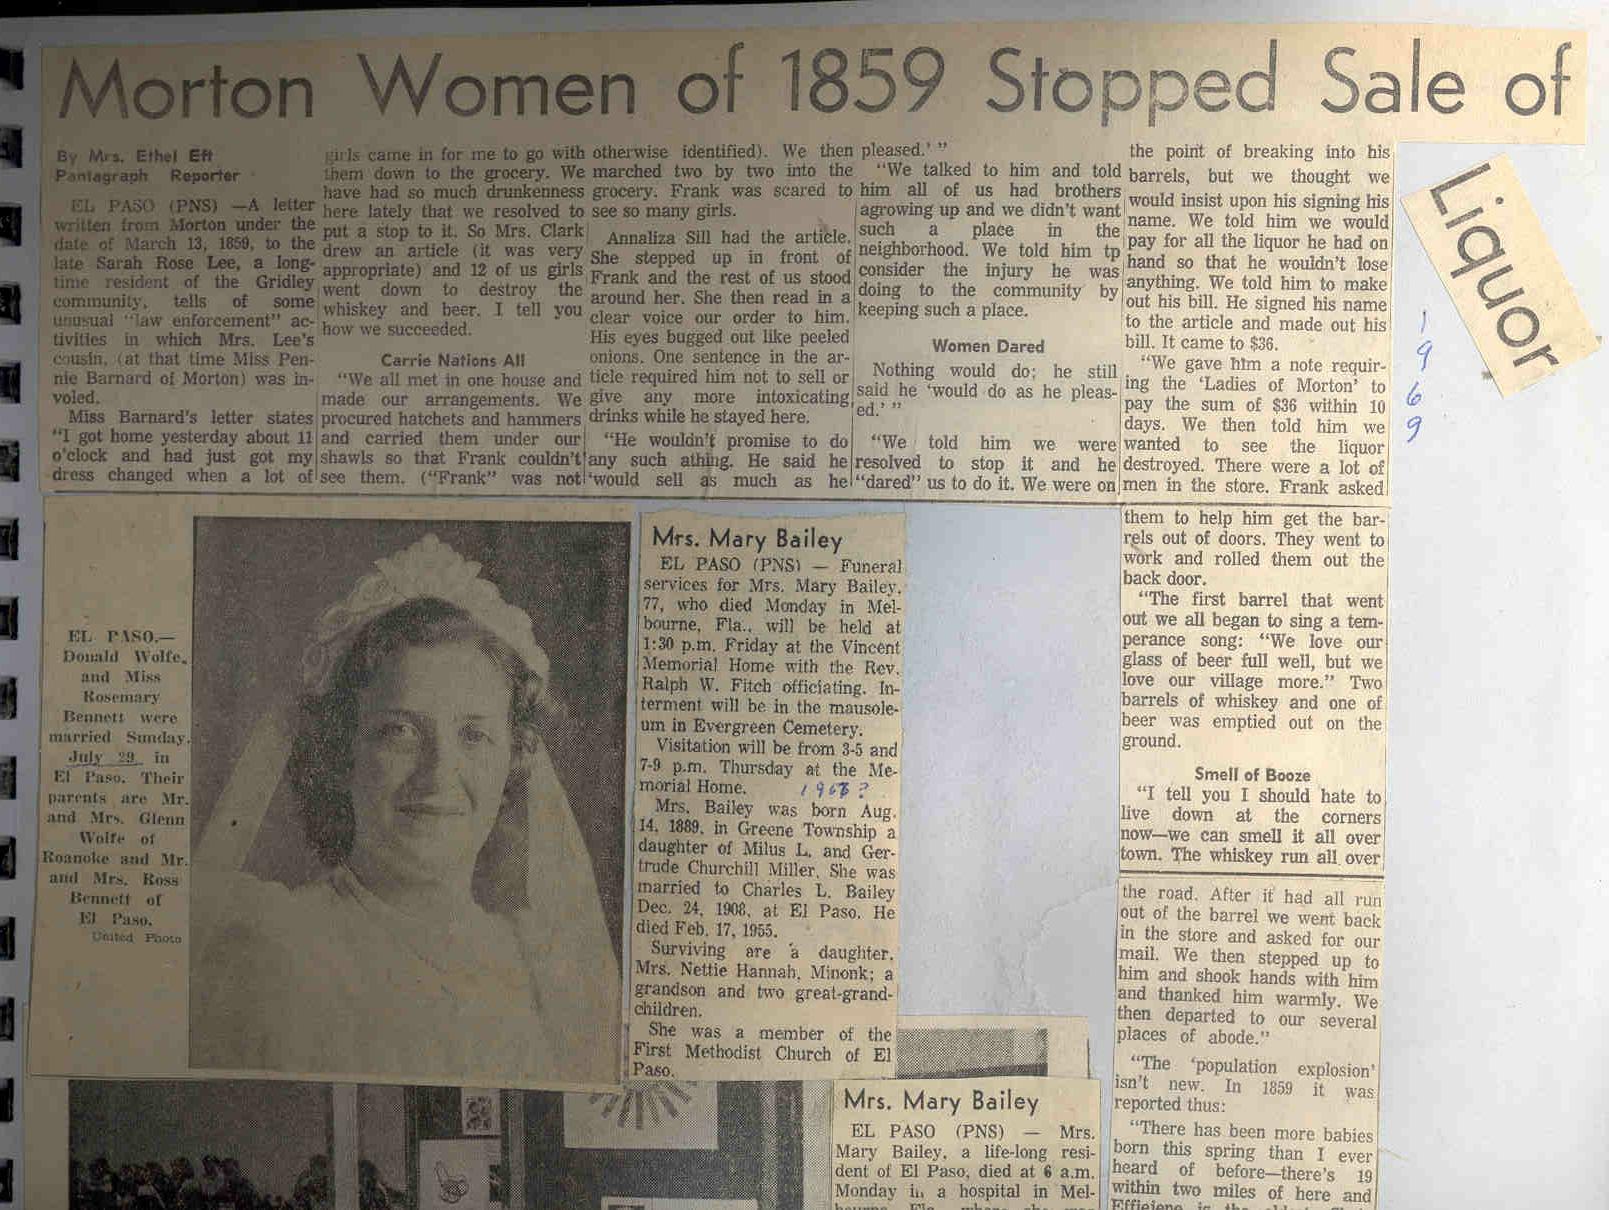 Morton Women of 1859 Stopped Sale of
Liquor
1969
By Mrs. Ethel Eft
Pantagraph Reporter
EL PASO (PNS) —A letter
written from Morton under the
date of March 13, 1859, to the
late Sarah Rose Lee, a long-
time resident of the Gridley
community, tells of some
unusual "law enforcement" ac-
tivities in which Mrs. Lee's
cousin, (at that time Miss Pen-
nie Barnard of Morton) was in-
voled.
Miss Barnard's letter states
"I got home yesterday about 11
o'clock and had just got my
dress changed when a lot of
girls came in for me to go with
them down to the grocery. We
have had so much drunkenness
here lately that we resolved to
put a stop to it. So Mrs. Clark
drew an article (it was very
appropriate) and 12 of us girls
went down to destroy the
whiskey and beer. I tell you
how we succeeded.
Carrie Nations All
"We all met in one house and
made our arrangements. We
procured hatchets and hammers
and carried them under our
shawls so that Frank couldn't
see them. ("Frank" was not
otherwise identified). We then
marched two by two into the
grocery. Frank was scared to
see so many girls.
Annaliza Sill had the article.
She stepped up in front of
Frank and the rest of us stood
around her. She then read in a
clear voice our order to him.
His eyes bugged out like peeled
onions. One sentence in the ar-
ticle required him not to sell or
give any more intoxicating
drinks while he stayed here.
"He wouldn't promise to do
any such athing. He said he
'would sell as much as he
pleased.' "
"We talked to him and told
him all of us had brothers
agrowing up and we didn't want
such a place in the
neighborhood. We told him tp
consider the injury he was
doing to the community by
keeping such a place.
Women Dared
Nothing would do; he still
said he 'would do as he pleas-
ed.' "
"We told him we were
resolved to stop it and he
"dared" us to do it. We were on
the point of breaking into his
barrels, but we thought we
would insist upon his signing his
name. We told him we would
pay for all the liquor he had on
hand so that he wouldn't lose
anything. We told him to make
out his bill. He signed his name
to the article and made out his
bill. It came to $36.
"We gave him a note requir-
ing the 'Ladies of Morton' to
pay the sum of $36 within 10
days. We then told him we
wanted to see the liquor
destroyed. There were a lot of
men in the store. Frank asked
them to help him get the bar-
rels out of doors. They went to
work and rolled them out the
back door.
"The first barrel that went
out we all began to sing a tem-
perance song: "We love our
glass of beer full well, but we
love our village more." Two
barrels of whiskey and one of
beer was emptied out on the
ground.
Smell of Booze
"I tell you I should hate to
live down at the corners
now—we can smell it all over
town. The whiskey run all over
the road. After it had all run
out of the barrel we went back
in the store and asked for our
mail. We then stepped up to
him and shook hands with him
and thanked him warmly. We
then departed to our several
places of abode."
"The 'population explosion'
isn't new. In 1859 it was
reported thus:
"There has been more babies
born this spring than I ever
heard of before—there's 19
within two miles of here and
EL PASO.—
Donald Wolfe,
and Miss
Rosemary
Bennett were
married Sunday,
July 29, in
El Paso. Their
parents are Mr.
and Mrs. Glenn
Wolfe of
Roanoke and Mr.
and Mrs. Ross
Bennett of
El Paso.
United Photo
Mrs. Mary Bailey
EL PASO (PNS) — Funeral
services for Mrs. Mary Bailey,
77, who died Monday in Mel-
bourne, Fla., will be held at
1:30 p.m. Friday at the Vincent
Memorial Home with the Rev.
Ralph W. Fitch officiating. In-
terment will be in the mausole-
um in Evergreen Cemetery.
Visitation will be from 3-5 and
7-9 p.m. Thursday at the Me-
morial Home.
Mrs. Bailey was born Aug.
14, 1889, in Greene Township a
daughter of Milus L. and Ger-
trude Churchill Miller. She was
married to Charles L. Bailey
Dec. 24, 1908, at El Paso. He
died Feb. 17, 1955.
Surviving are a daughter,
Mrs. Nettie Hannah, Minonk; a
grandson and two great-grand-
children.
She was a member of the
First Methodist Church of El
Paso.
Mrs. Mary Bailey
EL PASO (PNS) — Mrs.
Mary Bailey, a life-long resi-
dent of El Paso, died at 6 a.m.
Monday in a hospital in Mel-